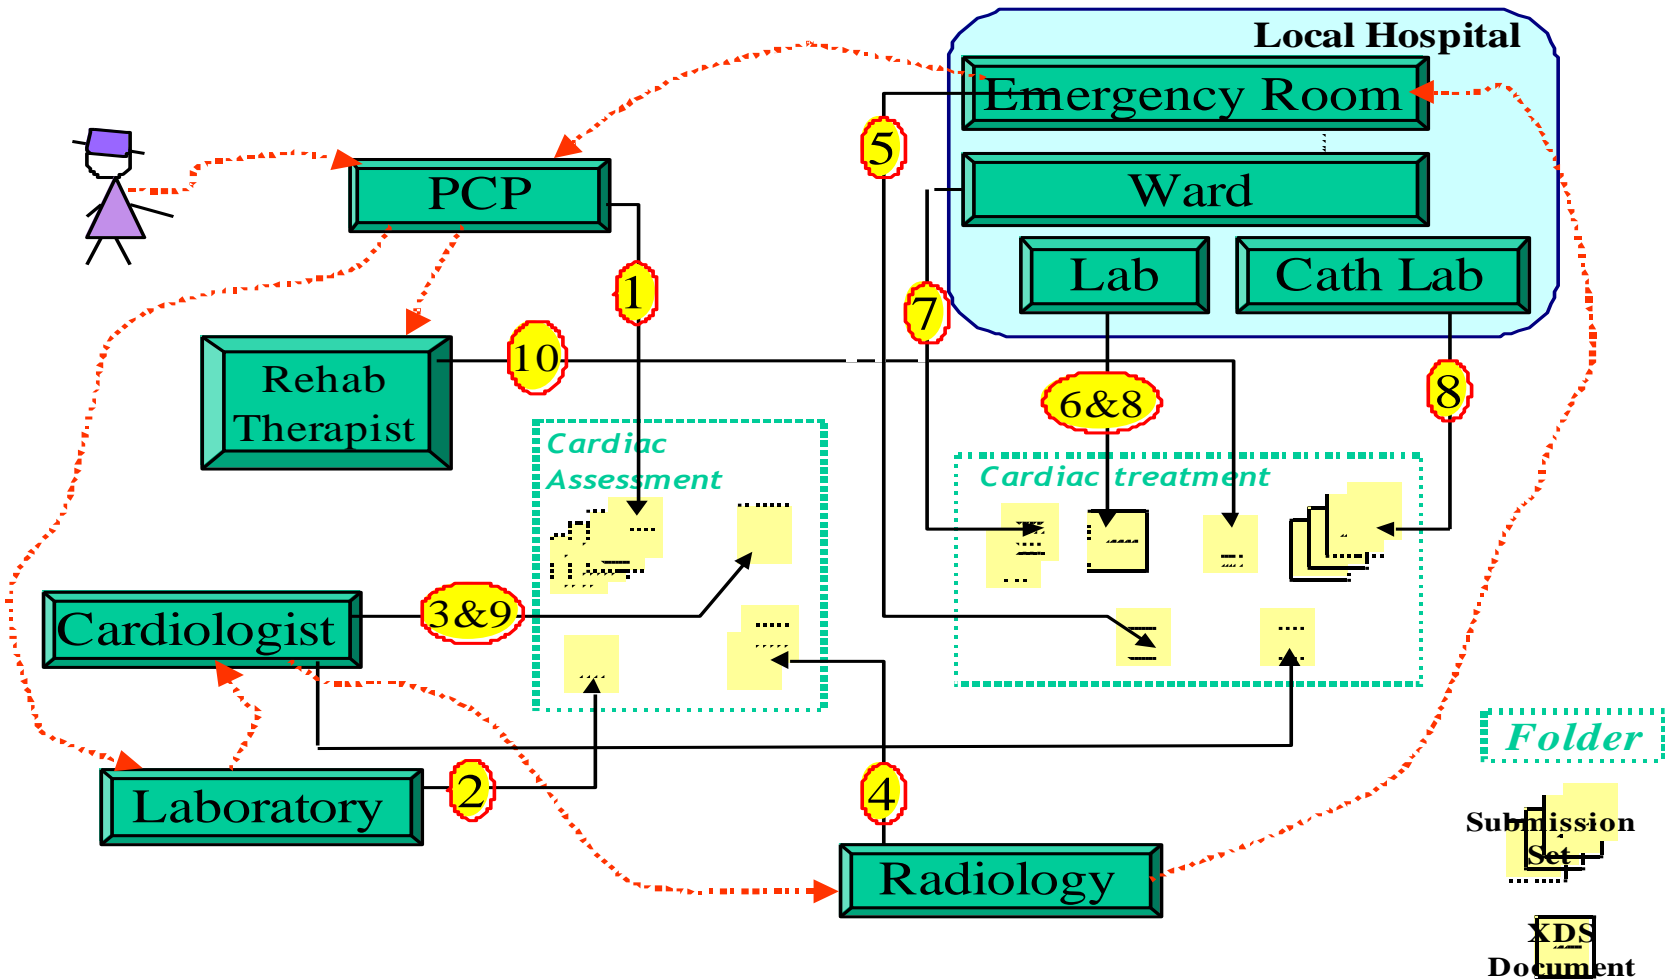 Local Hospital
Emergency Room
5
PCP
Ward
1
Lab
Cath Lab
7
10
Rehab
Therapist
6&8
8
Cardiac
Assessment
Cardiac treatment
3&9
Cardiologist
Folder
2
Laboratory
4
Submission
Set
Radiology
XDS
Document